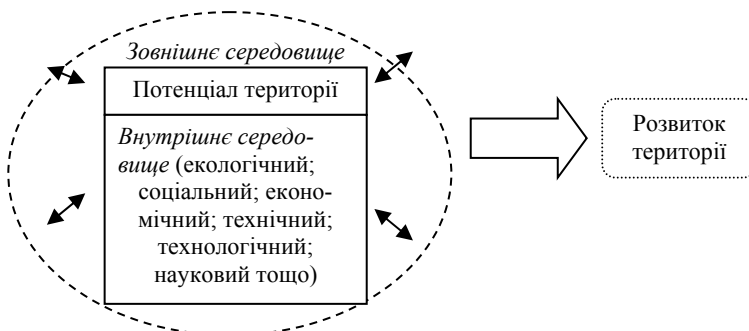 Зовнішнє середовище
Потенціал території
Внутрішнє середо-
вище (екологічний;
соціальний; еконо-
мічний; технічний;
технологічний;
науковий тощо)
Розвиток
території